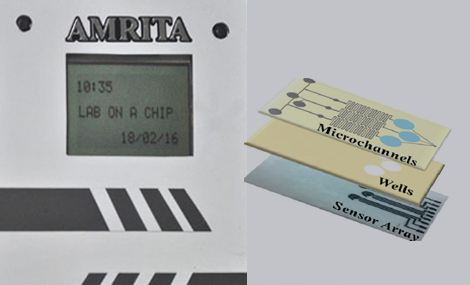 AMRITA
10:35
LAB ON A CHIP
18/02/16
Microchannels
Wells
Sensor Array